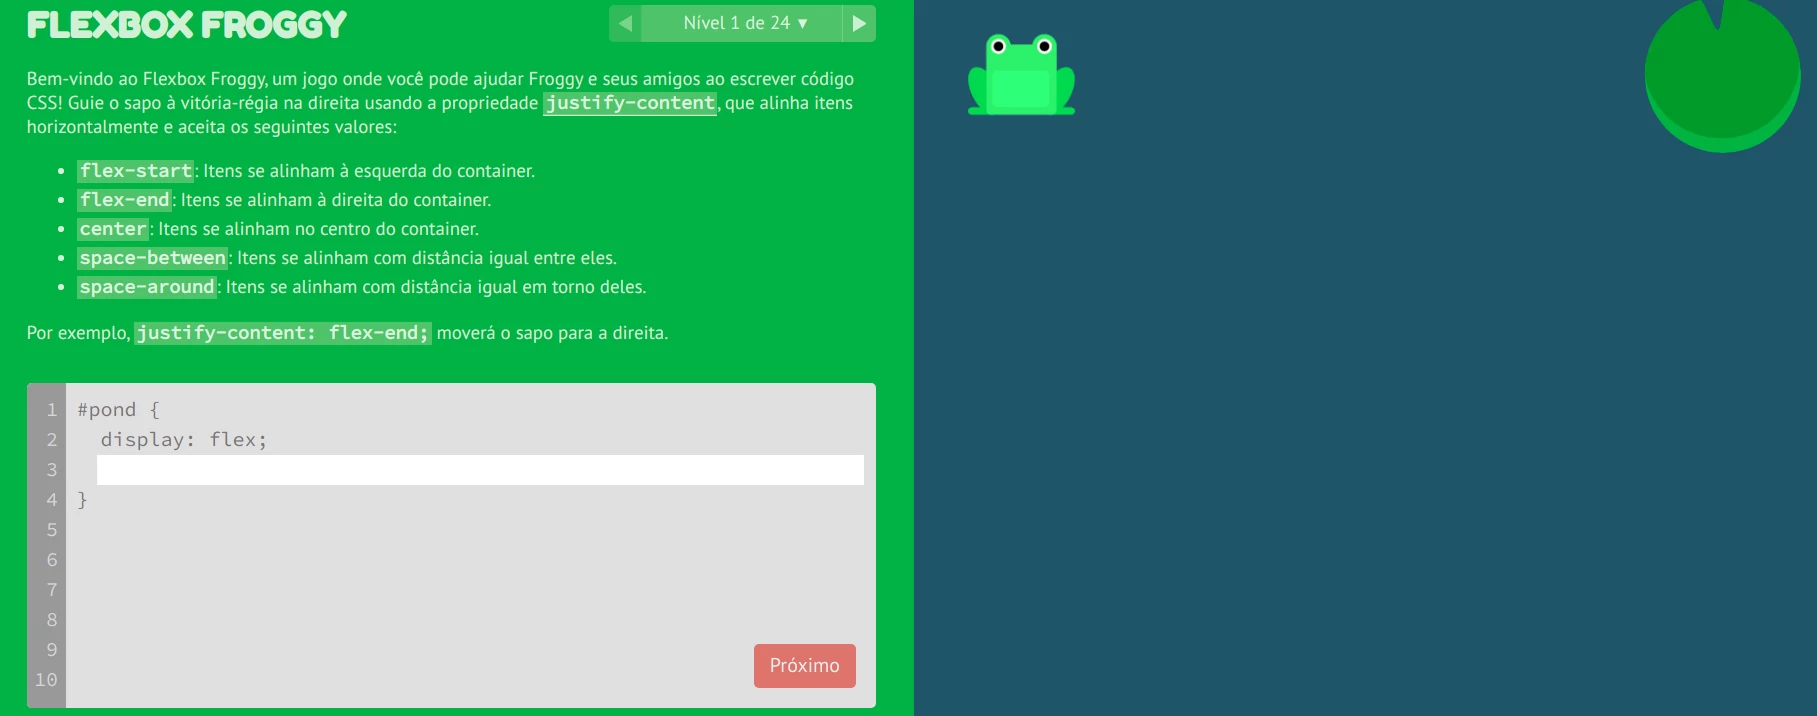 FLEXBOX FROGGY
◀ Nível 1 de 24 ▼ ▶
Bem-vindo ao Flexbox Froggy, um jogo onde você pode ajudar Froggy e seus amigos ao escrever código
CSS! Guie o sapo à vitória-régia na direita usando a propriedade justify-content, que alinha itens
horizontalmente e aceita os seguintes valores:
• flex-start: Itens se alinham à esquerda do container.
• flex-end: Itens se alinham à direita do container.
• center: Itens se alinham no centro do container.
• space-between: Itens se alinham com distância igual entre eles.
• space-around: Itens se alinham com distância igual em torno deles.
Por exemplo, justify-content: flex-end; moverá o sapo para a direita.
1 #pond {
2 display: flex;
3
4 }
5
6
7
8
9
Próximo
10